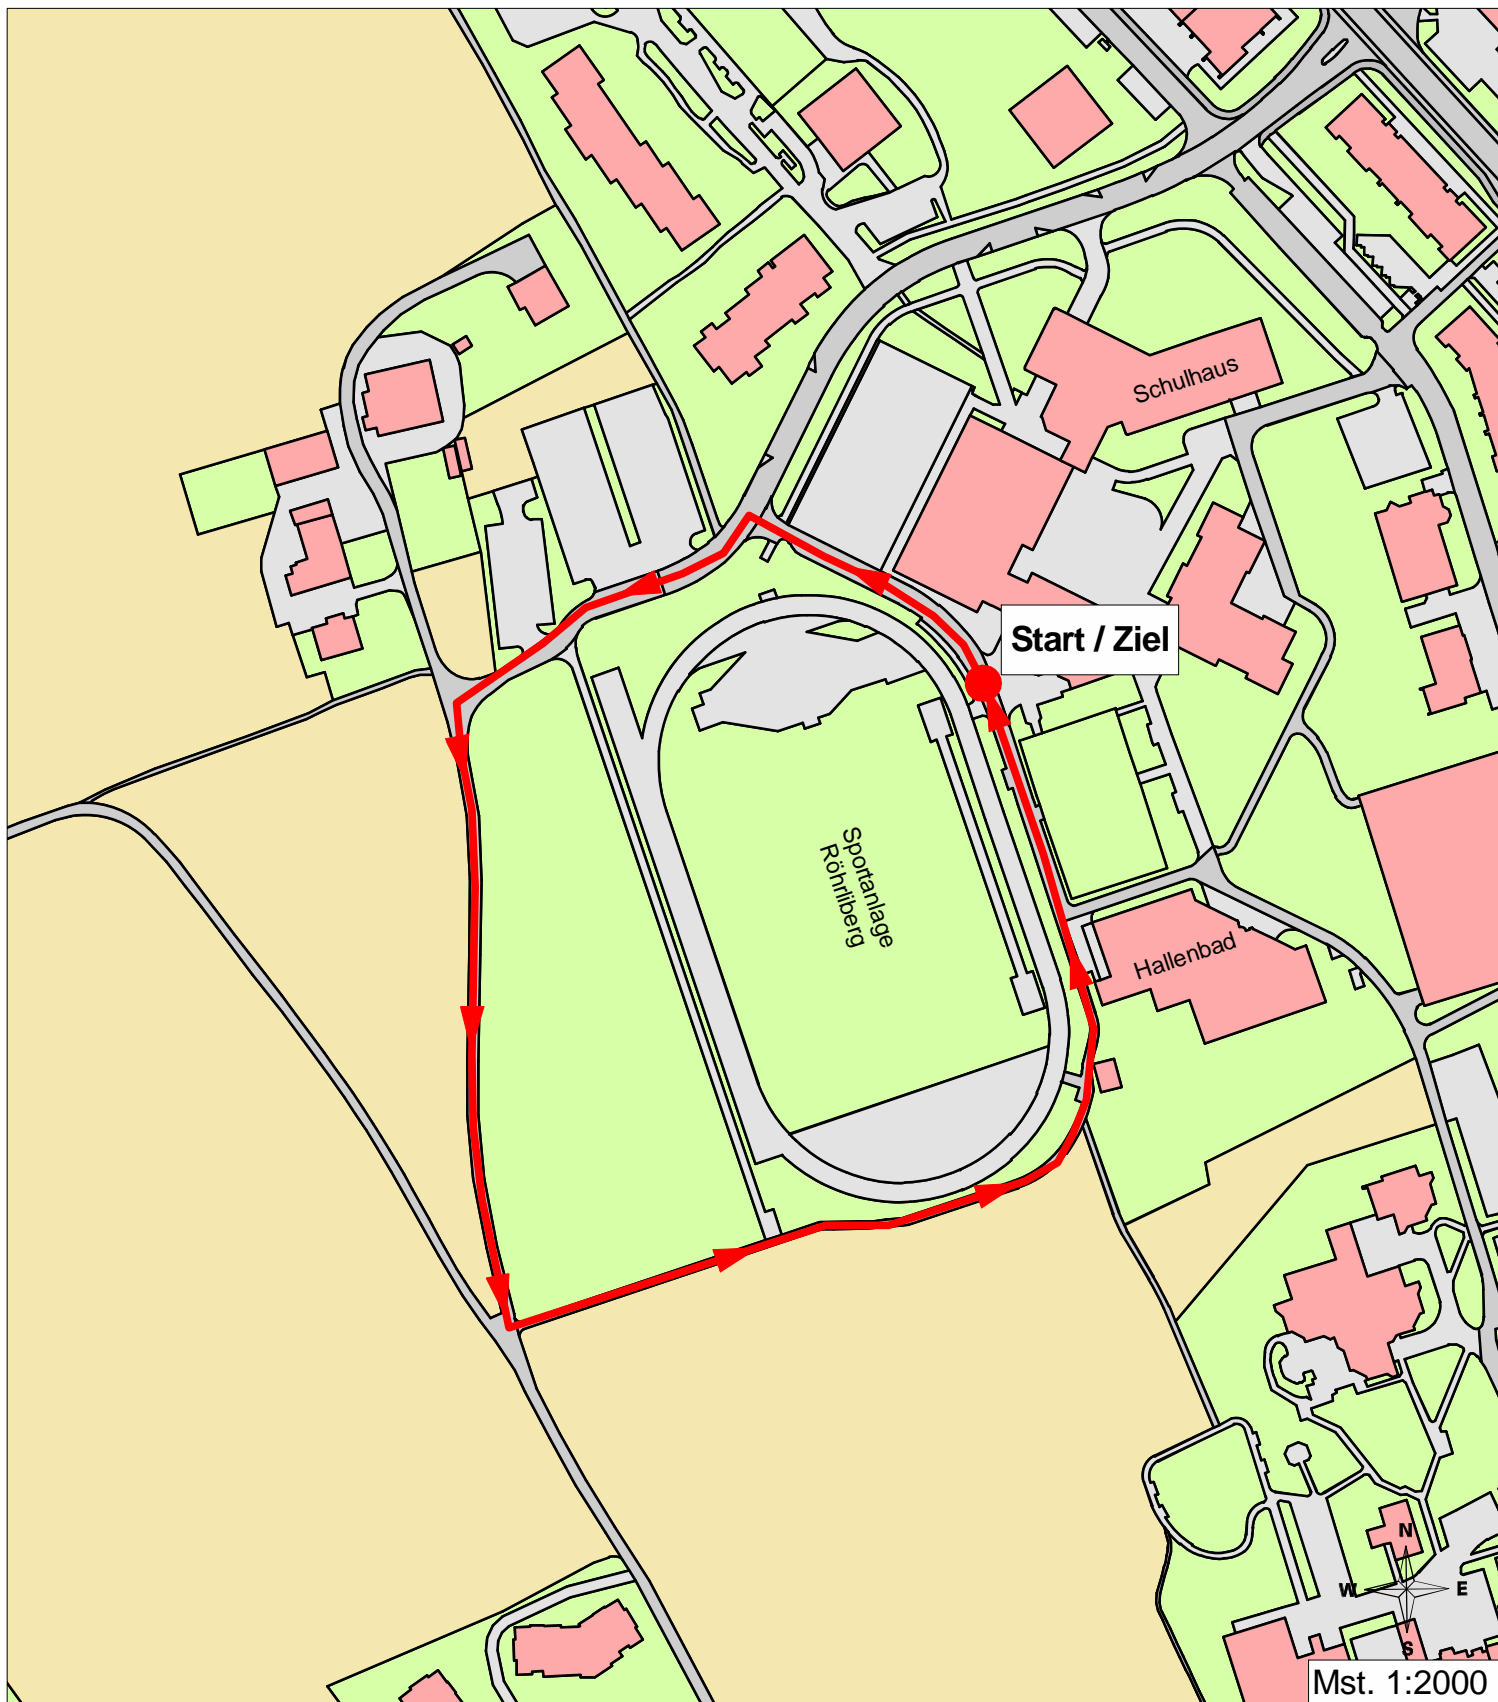 Schulhaus
Start / Ziel
Sportanlage
Röhrliberg
Hallenbad
N
W E
S
Mst. 1:2000